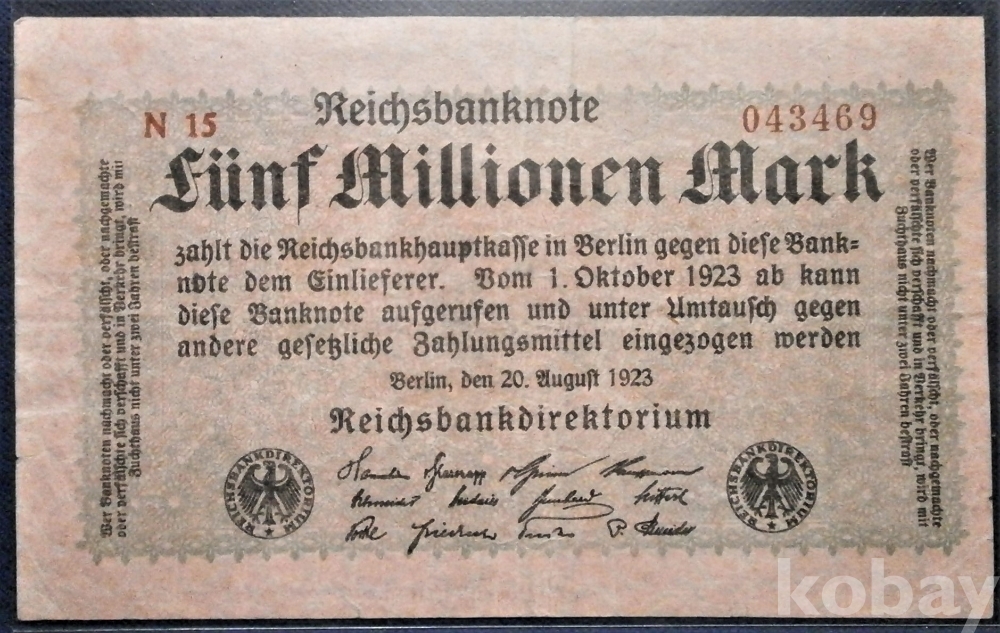 Reichsbanknote
N 15
043469
Fünf Millionen Mark
zahlt die Reichsbankhauptkasse in Berlin gegen diese Bank=
note dem Einlieferer. Vom 1. Oktober 1923 ab kann
diese Banknote aufgerufen und unter Umtausch gegen
andere gesetzliche Zahlungsmittel eingezogen werden
Berlin, den 20. August 1923
Reichsbankdirektorium
REICHSBANKDIREKTORIUM
REICHSBANKDIREKTORIUM
Wer Banknoten nachmacht oder verfälscht, oder nachgemachte
oder verfälschte sich verschafft und in Verkehr bringt, wird mit
Zuchthaus nicht unter zwei Jahren bestraft
Wer Banknoten nachmacht oder verfälscht, oder nachgemachte
oder verfälschte sich verschafft und in Verkehr bringt, wird mit
Zuchthaus nicht unter zwei Jahren bestraft
kobay